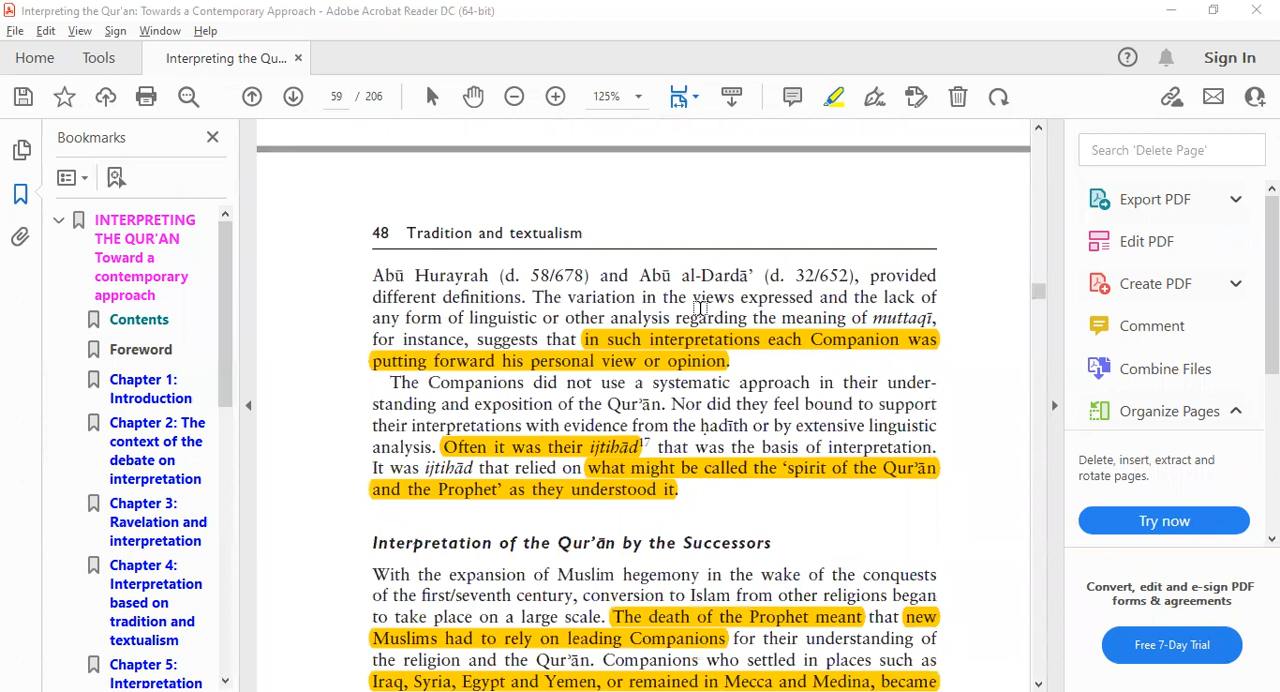 Interpreting the Qur'an: Towards a Contemporary Approach - Adobe Acrobat Reader DC (64-bit)
File Edit View Sign Window Help
Home Tools Interpreting the Qu... × Sign In
59 / 206 125%
Bookmarks
INTERPRETING
THE QUR'AN
Toward a
contemporary
approach
Contents
Foreword
Chapter 1:
Introduction
Chapter 2: The
context of the
debate on
interpretation
Chapter 3:
Ravelation and
interpretation
Chapter 4:
Interpretation
based on
tradition and
textualism
Chapter 5:
Interpretation
48 Tradition and textualism
Abū Hurayrah (d. 58/678) and Abū al-Dardā’ (d. 32/652), provided
different definitions. The variation in the views expressed and the lack of
any form of linguistic or other analysis regarding the meaning of muttaqī,
for instance, suggests that in such interpretations each Companion was
putting forward his personal view or opinion.
The Companions did not use a systematic approach in their under-
standing and exposition of the Qur’ān. Nor did they feel bound to support
their interpretations with evidence from the ḥadīth or by extensive linguistic
analysis. Often it was their ijtihād17 that was the basis of interpretation.
It was ijtihād that relied on what might be called the ‘spirit of the Qur’ān
and the Prophet’ as they understood it.
Interpretation of the Qur’ān by the Successors
With the expansion of Muslim hegemony in the wake of the conquests
of the first/seventh century, conversion to Islam from other religions began
to take place on a large scale. The death of the Prophet meant that new
Muslims had to rely on leading Companions for their understanding of
the religion and the Qur’ān. Companions who settled in places such as
Iraq, Syria, Egypt and Yemen, or remained in Mecca and Medina, became
Search 'Delete Page'
Export PDF
Edit PDF
Create PDF
Comment
Combine Files
Organize Pages
Delete, insert, extract and
rotate pages.
Try now
Convert, edit and e-sign PDF
forms & agreements
Free 7-Day Trial